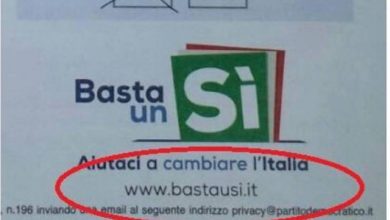 Basta
un Sì
Aiutaci a cambiare l'Italia
www.bastausi.it
, n.196 inviando una email al seguente indirizzo privacy@partitodemocratico.it